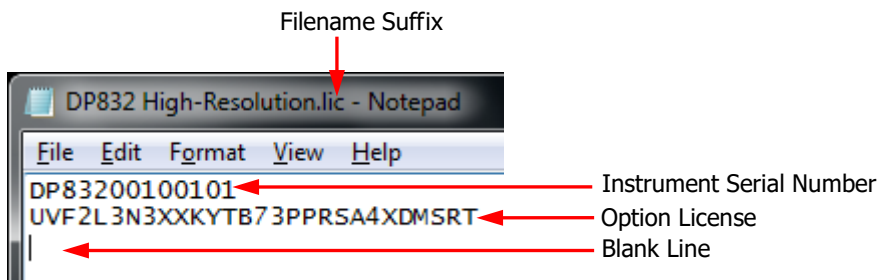 Filename Suffix
DP832 High-Resolution.lic - Notepad
File Edit Format View Help
DP83200100101
Instrument Serial Number
UVF2L3N3XXKYTB73PPRSA4XDMSRT
Option License
Blank Line